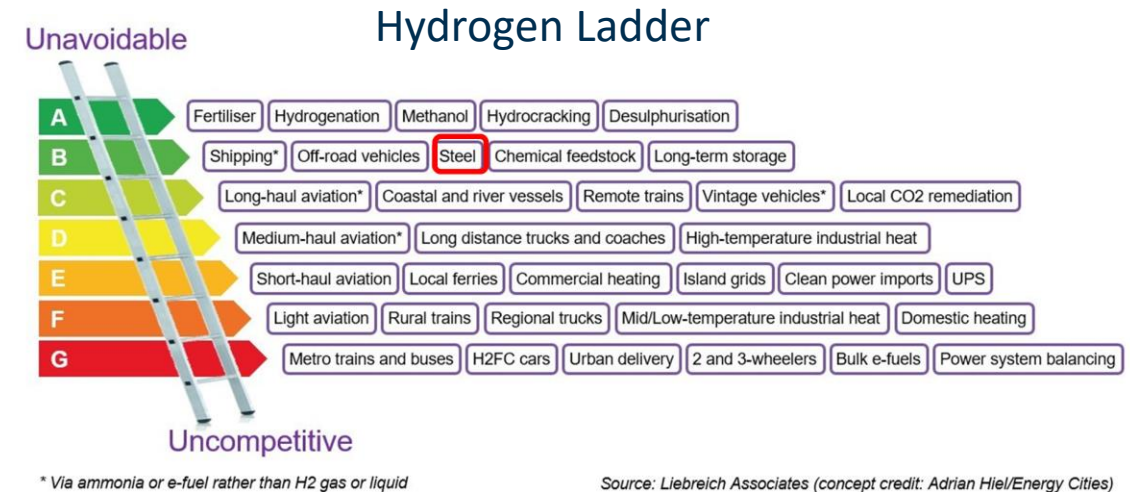 Hydrogen Ladder
Unavoidable
A Fertiliser Hydrogenation Methanol Hydrocracking Desulphurisation
B Shipping* Off-road vehicles Steel Chemical feedstock Long-term storage
C Long-haul aviation* Coastal and river vessels Remote trains Vintage vehicles* Local CO2 remediation
D Medium-haul aviation* Long distance trucks and coaches High-temperature industrial heat
E Short-haul aviation Local ferries Commercial heating Island grids Clean power imports UPS
F Light aviation Rural trains Regional trucks Mid/Low-temperature industrial heat Domestic heating
G Metro trains and buses H2FC cars Urban delivery 2 and 3-wheelers Bulk e-fuels Power system balancing
Uncompetitive
* Via ammonia or e-fuel rather than H2 gas or liquid
Source: Liebreich Associates (concept credit: Adrian Hiel/Energy Cities)